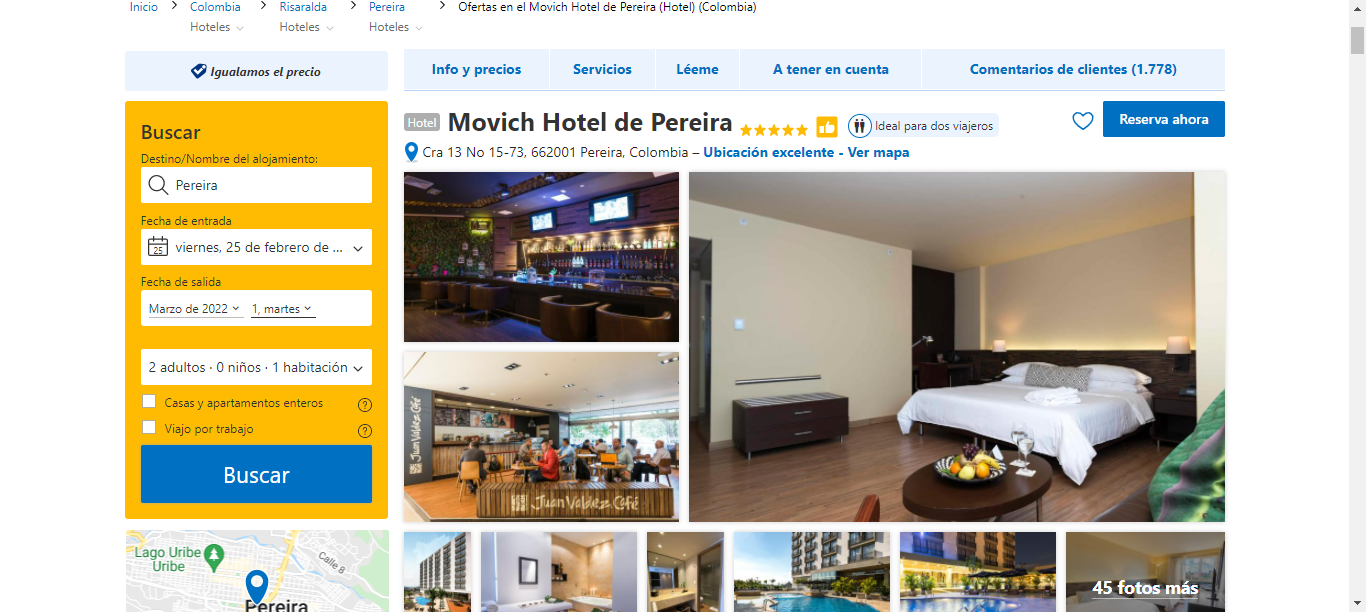 Inicio
Colombia
Risaralda
Pereira
Ofertas en el Movich Hotel de Pereira (Hotel) (Colombia)
Hoteles
Hoteles
Hoteles
Igualamos el precio
Info y precios
Servicios
Léeme
A tener en cuenta
Comentarios de clientes (1.778)
Buscar
Destino/Nombre del alojamiento:
Pereira
Fecha de entrada
25
viernes, 25 de febrero de ...
Fecha de salida
Marzo de 2022
1, martes
2 adultos · 0 niños · 1 habitación
Casas y apartamentos enteros
?
Viajo por trabajo
?
Buscar
Hotel
Movich Hotel de Pereira
Ideal para dos viajeros
Reserva ahora
Cra 13 No 15-73, 662001 Pereira, Colombia – Ubicación excelente - Ver mapa
Juan Valdez Café
Juan Valdez Café
Lago Uribe
Uribe
Calle 8
Pereira
45 fotos más